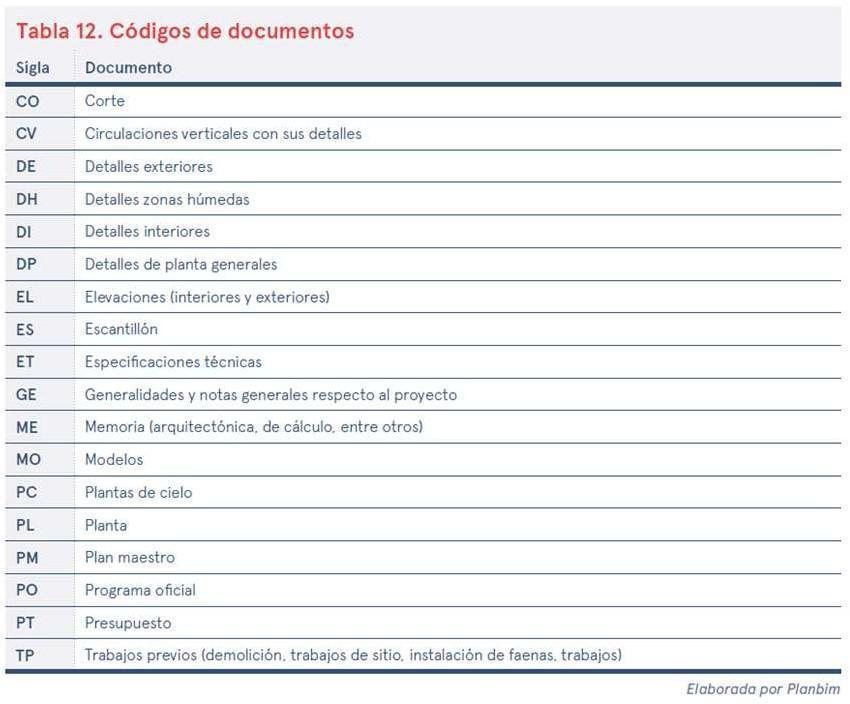 Tabla 12. Códigos de documentos
Sigla Documento
CO Corte
CV Circulaciones verticales con sus detalles
DE Detalles exteriores
DH Detalles zonas húmedas
DI Detalles interiores
DP Detalles de planta generales
EL Elevaciones (interiores y exteriores)
ES Escantillón
ET Especificaciones técnicas
GE Generalidades y notas generales respecto al proyecto
ME Memoria (arquitectónica, de cálculo, entre otros)
MO Modelos
PC Plantas de cielo
PL Planta
PM Plan maestro
PO Programa oficial
PT Presupuesto
TP Trabajos previos (demolición, trabajos de sitio, instalación de faenas, trabajos)
Elaborada por Planbim